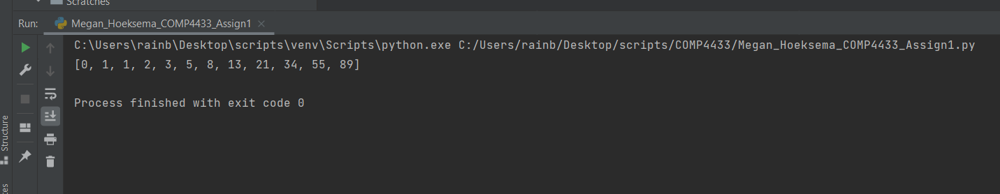 Scratches
Run: Megan_Hoeksema_COMP4433_Assign1
C:\Users\rainb\Desktop\scripts\venv\Scripts\python.exe C:/Users/rainb/Desktop/scripts/COMP4433/Megan_Hoeksema_COMP4433_Assign1.py
[0, 1, 1, 2, 3, 5, 8, 13, 21, 34, 55, 89]
Process finished with exit code 0
Structure